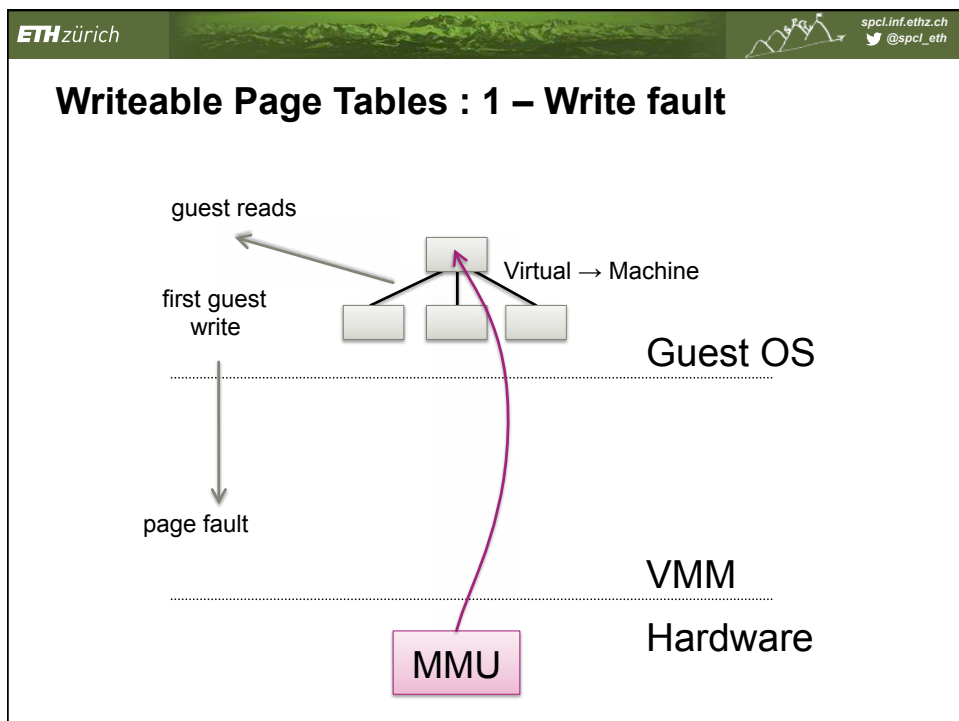 ETH zürich
spcl.inf.ethz.ch
@spcl_eth
Writeable Page Tables : 1 – Write fault
guest reads
Virtual → Machine
first guest
write
Guest OS
page fault
VMM
Hardware
MMU